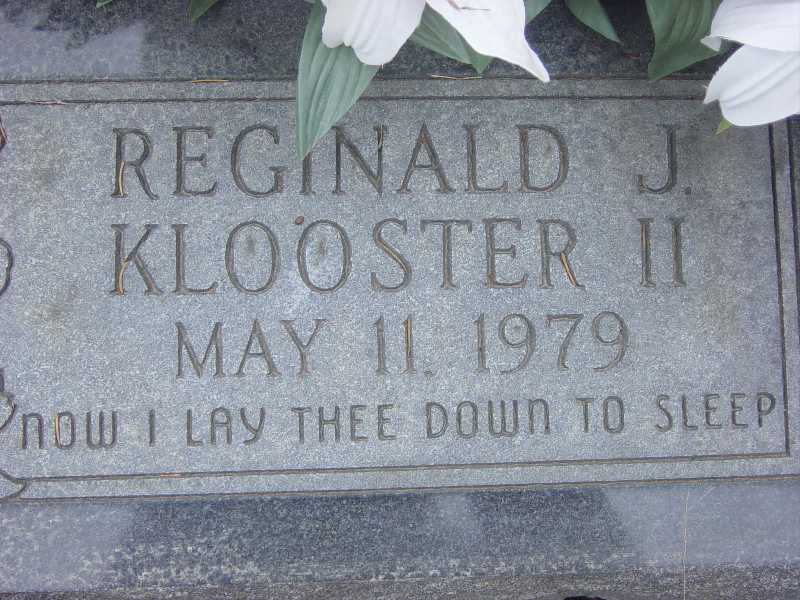 REGINALD J.
KLOOSTER II
MAY 11, 1979
NOW I LAY THEE DOWN TO SLEEP